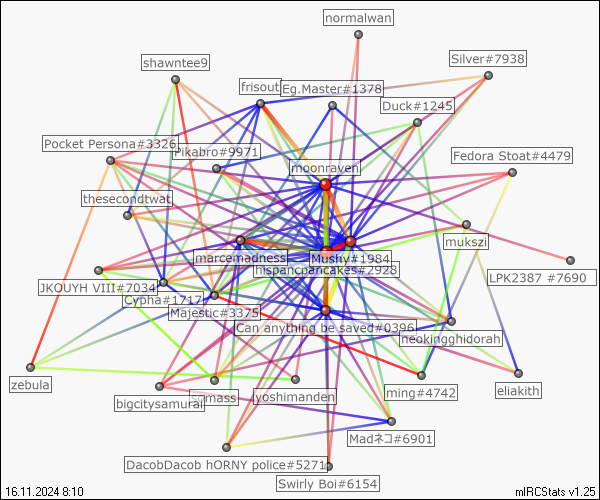 normalwan
shawntee9
Silver#7938
frisout
Eg.Master#1378
Duck#1245
Pocket Persona#3326
Pikabro#9971
moonraven
Fedora Stoat#4479
thesecondtwat
mukszi
marcemadness
Mushy#1984
hispancpancakes#2928
LPK2387 #7690
JKOUYH VIII#7034
Cypha#1717
Majestic#3375
Can anything be saved#0396
neokingghidorah
zebula
bigcitysamurai
mass
yoshimanden
ming#4742
eliakith
Madネコ#6901
DacobDacob hORNY police#5271
Swirly Boi#6154
16.11.2024 8:10
mIRCStats v1.25